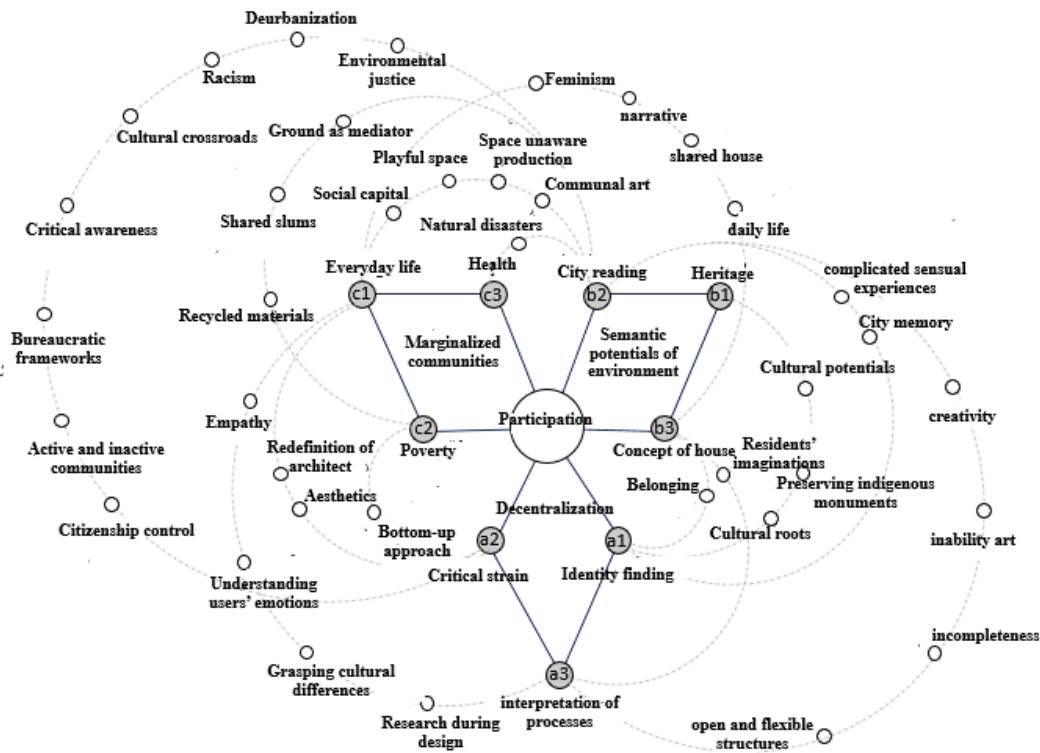 Deurbanization
Environmental
justice
Racism
Feminism
narrative
Cultural crossroads
Ground as mediator
Space unaware
production
Playful space
shared house
Social capital
Communal art
Shared slums
Natural disasters
daily life
Critical awareness
Everyday life
Health
City reading
Heritage
complicated sensual
experiences
c1
c3
b2
b1
Recycled materials
City memory
Bureaucratic
frameworks
Marginalized
communities
Semantic
potentials of
environment
Cultural potentials
Empathy
creativity
Participation
c2
b3
Poverty
Concept of house
Active and inactive
communities
Redefinition of
architect
Residents’
imaginations
Belonging
Preserving indigenous
monuments
Aesthetics
Decentralization
Citizenship control
Bottom-up
approach
Cultural roots
a2
a1
inability art
Critical strain
Identity finding
Understanding
users’ emotions
incompleteness
Grasping cultural
differences
a3
interpretation of
processes
Research during
design
open and flexible
structures